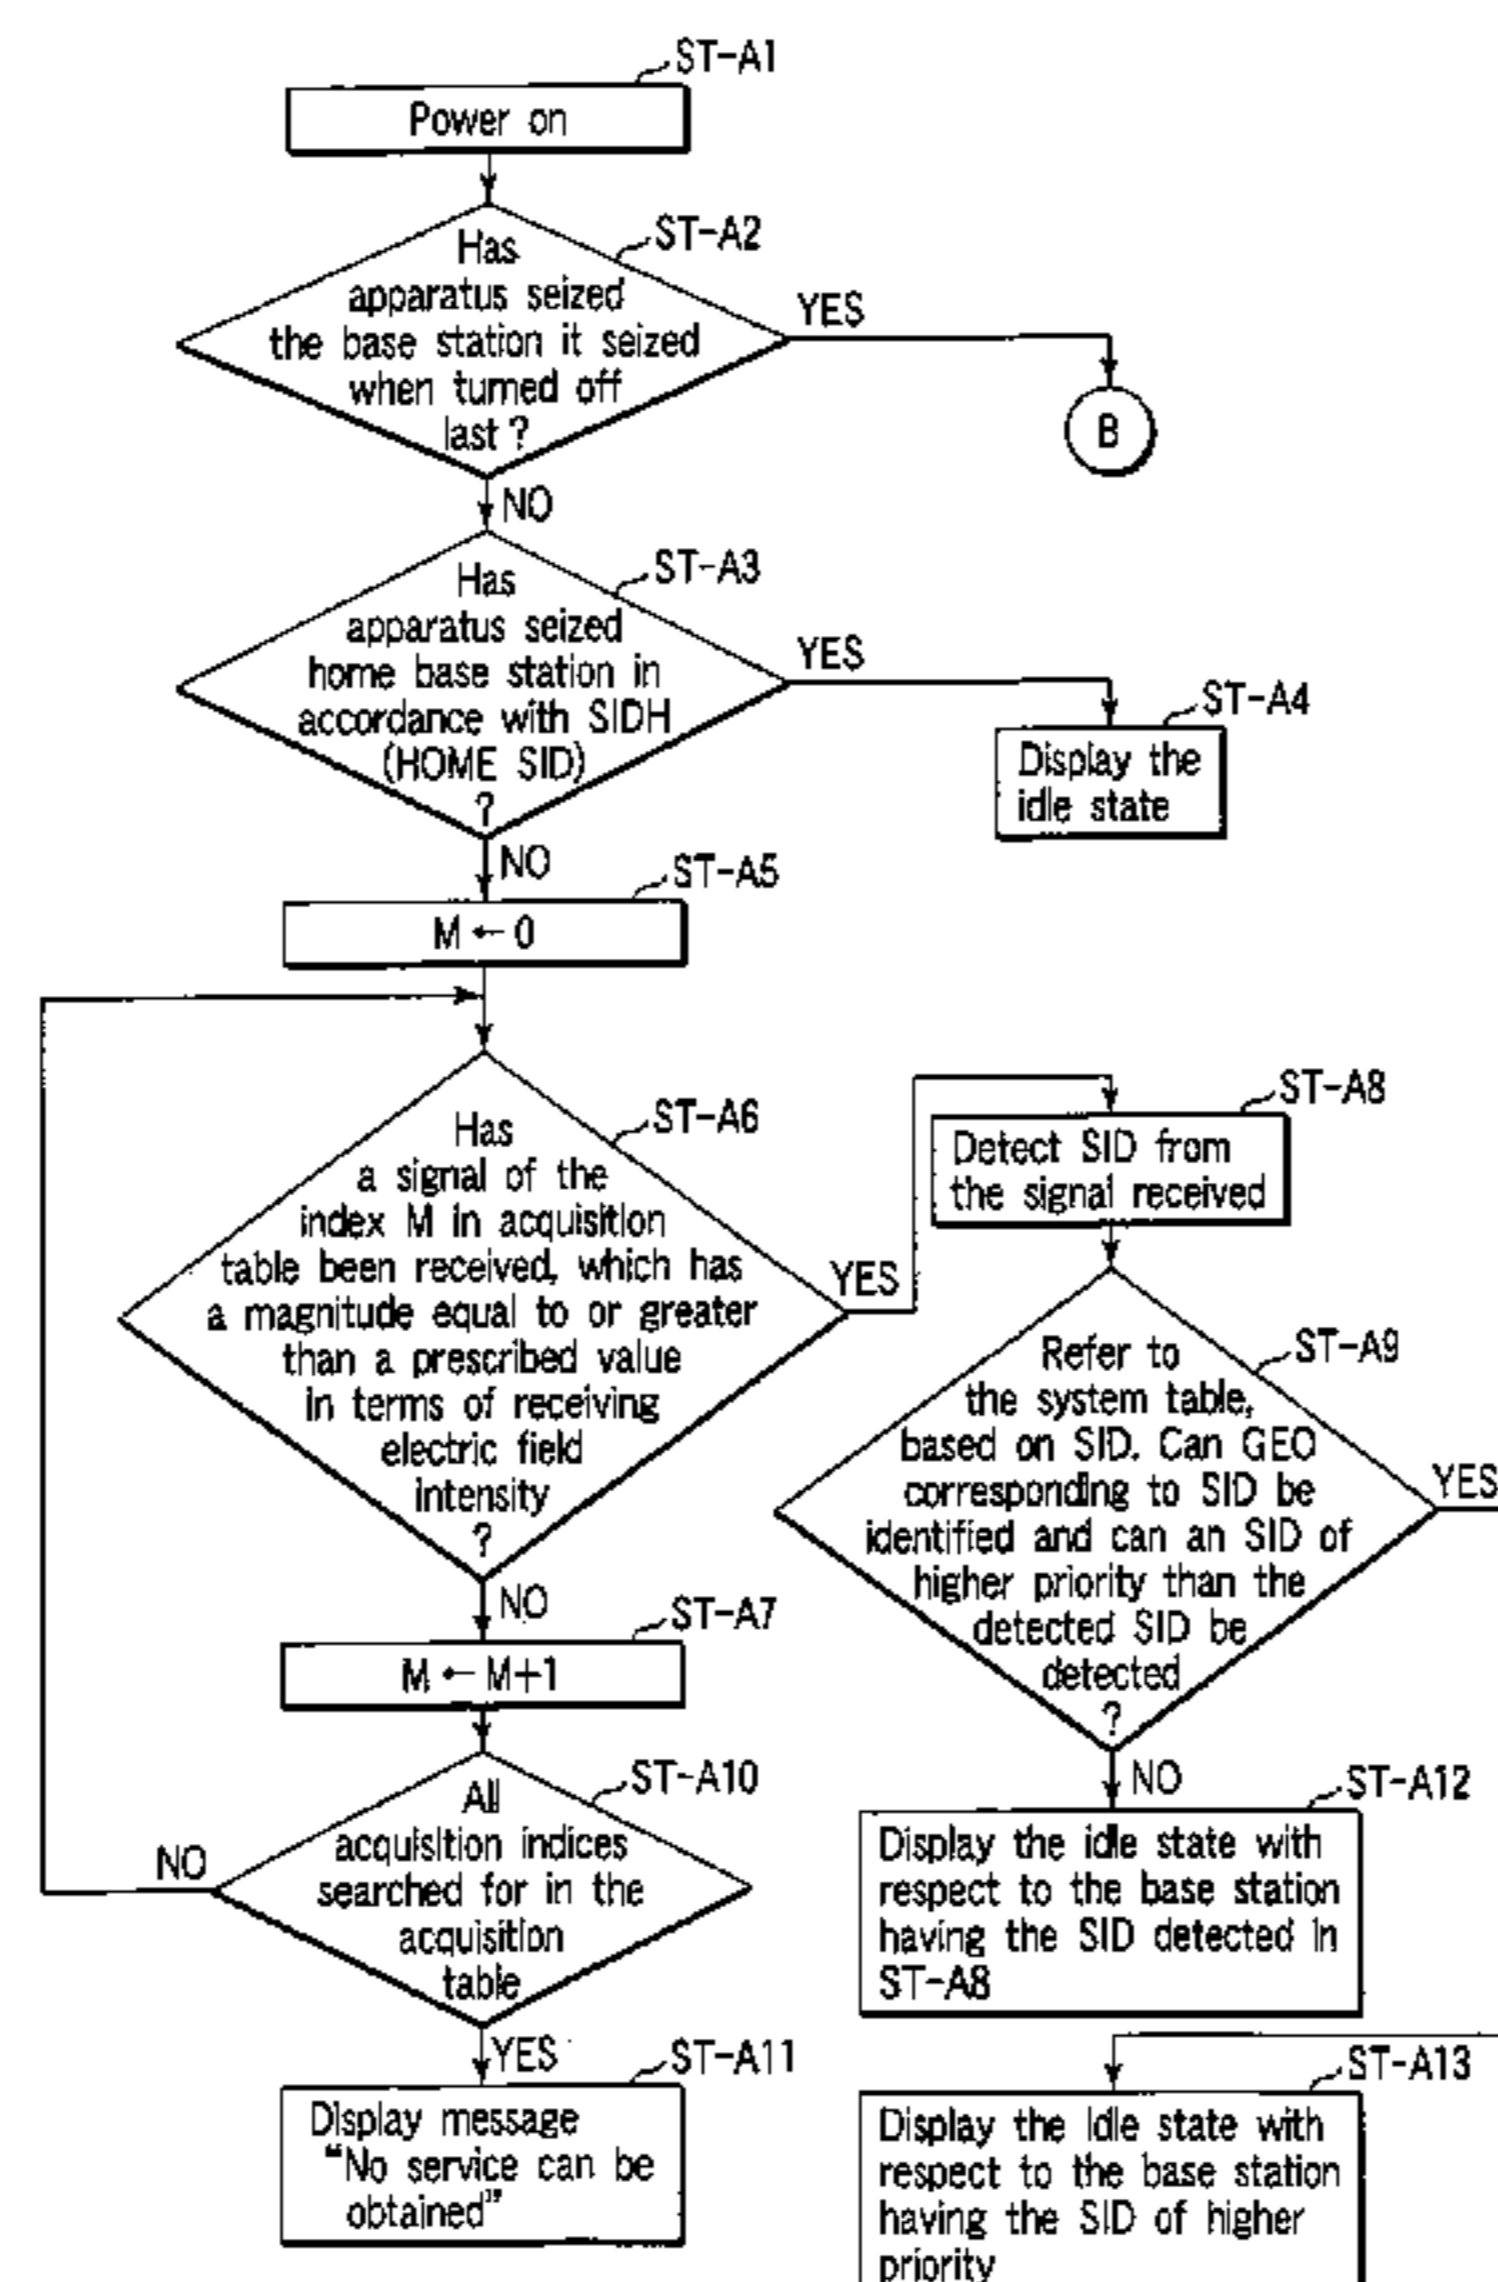 ST-A1
Power on
ST-A2
Has
apparatus seized
the base station it seized
when turned off
last ?
YES
B
NO
ST-A3
Has
apparatus seized
home base station in
accordance with SIDH
(HOME SID)
?
YES
ST-A4
Display the
idle state
NO
ST-A5
M ← 0
ST-A6
Has
a signal of the
index M in acquisition
table been received, which has
a magnitude equal to or greater
than a prescribed value
in terms of receiving
electric field
intensity
?
YES
NO
ST-A7
M ← M+1
ST-A10
All
acquisition indices
searched for in the
acquisition
table
NO
YES
ST-A11
Display message
"No service can be
obtained"
ST-A8
Detect SID from
the signal received
ST-A9
Refer to
the system table,
based on SID. Can GEO
corresponding to SID be
identified and can an SID of
higher priority than the
detected SID be
detected
?
YES
NO
ST-A12
Display the idle state with
respect to the base station
having the SID detected in
ST-A8
ST-A13
Display the idle state with
respect to the base station
having the SID of higher
priority